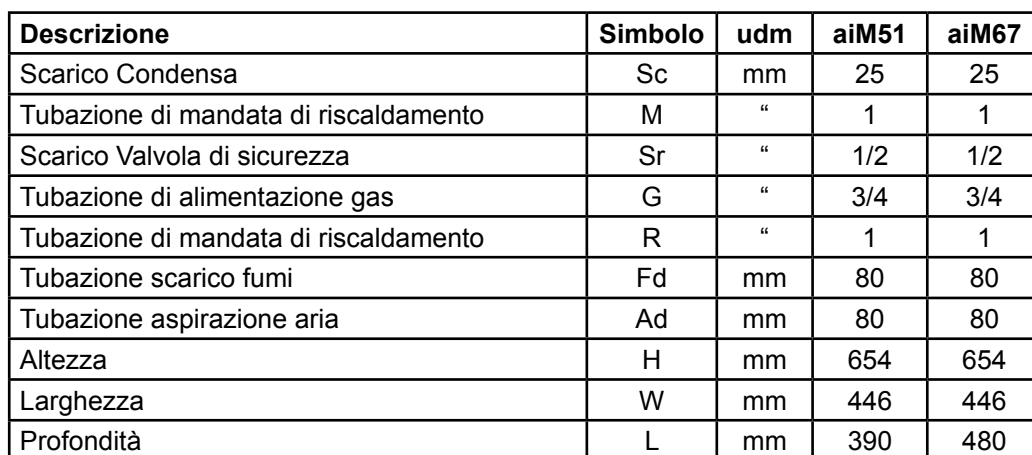 Descrizione Simbolo udm aiM51 aiM67
Scarico Condensa Sc mm 25 25
Tubazione di mandata di riscaldamento M “ 1 1
Scarico Valvola di sicurezza Sr “ 1/2 1/2
Tubazione di alimentazione gas G “ 3/4 3/4
Tubazione di mandata di riscaldamento R “ 1 1
Tubazione scarico fumi Fd mm 80 80
Tubazione aspirazione aria Ad mm 80 80
Altezza H mm 654 654
Larghezza W mm 446 446
Profondità L mm 390 480